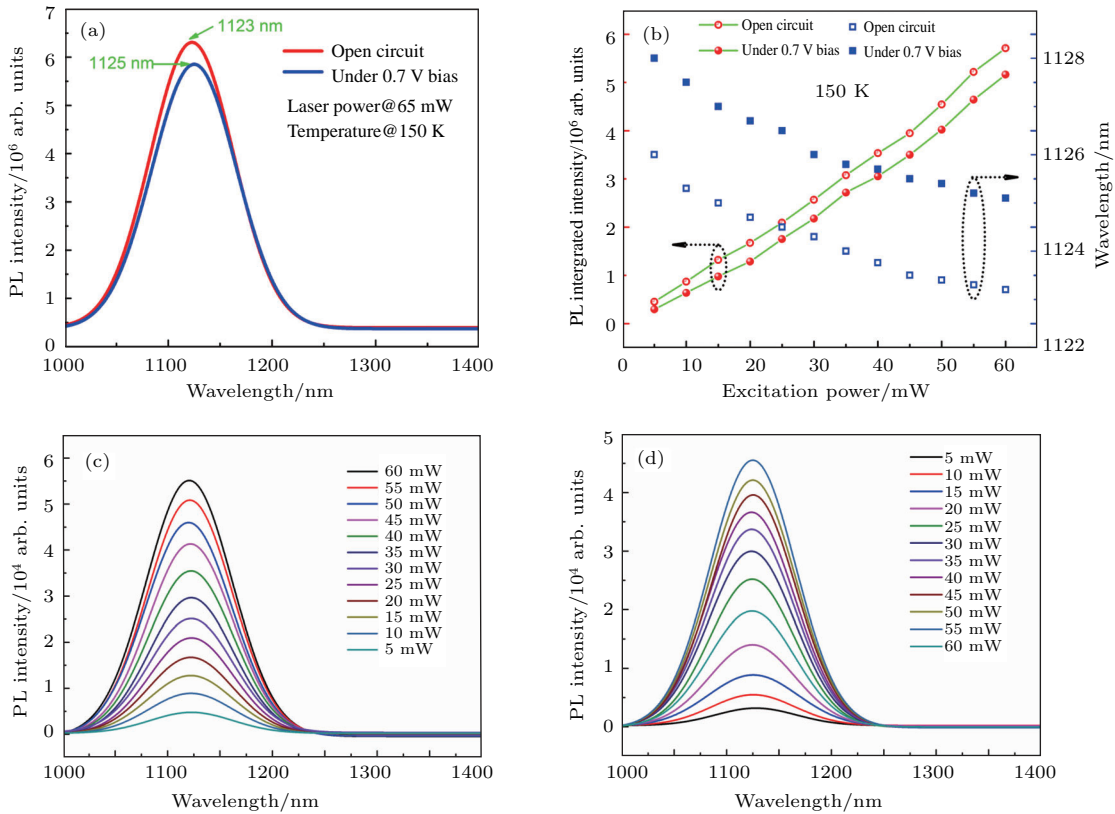 (a)
1123 nm
1125 nm
Open circuit
Under 0.7 V bias
Laser power@65 mW
Temperature@150 K
7
6
5
4
3
2
1
0
PL intensity/10⁶ arb. units
1000 1100 1200 1300 1400
Wavelength/nm
(b)
Open circuit Open circuit
Under 0.7 V bias Under 0.7 V bias
150 K
6
5
4
3
2
1
0
PL intergrated intensity/10⁶ arb. units
1128
1126
1124
1122
Wavelength/nm
0 10 20 30 40 50 60
Excitation power/mW
(c)
60 mW
55 mW
50 mW
45 mW
40 mW
35 mW
30 mW
25 mW
20 mW
15 mW
10 mW
5 mW
6
5
4
3
2
1
0
PL intensity/10⁴ arb. units
1000 1100 1200 1300 1400
Wavelength/nm
(d)
5 mW
10 mW
15 mW
20 mW
25 mW
30 mW
35 mW
40 mW
45 mW
50 mW
55 mW
60 mW
5
4
3
2
1
0
PL intensity/10⁴ arb. units
1000 1100 1200 1300 1400
Wavelength/nm